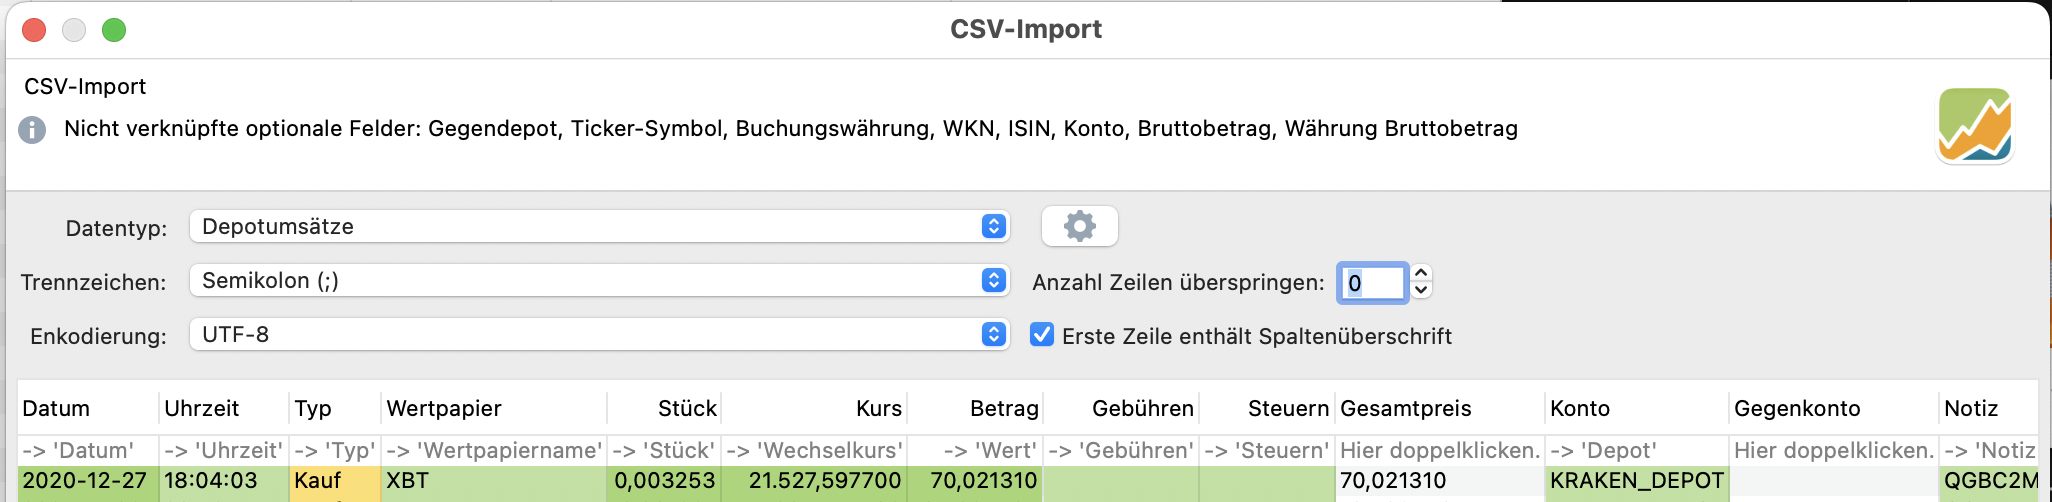 CSV-Import
CSV-Import
Nicht verknüpfte optionale Felder: Gegendepot, Ticker-Symbol, Buchungswährung, WKN, ISIN, Konto, Bruttobetrag, Währung Bruttobetrag
Datentyp: Depotumsätze
Trennzeichen: Semikolon (;) Anzahl Zeilen überspringen: 0
Enkodierung: UTF-8 Erste Zeile enthält Spaltenüberschrift
Datum Uhrzeit Typ Wertpapier Stück Kurs Betrag Gebühren Steuern Gesamtpreis Konto Gegenkonto Notiz
-> 'Datum' -> 'Uhrzeit' -> 'Typ' -> 'Wertpapiername' -> 'Stück' -> 'Wechselkurs' -> 'Wert' -> 'Gebühren' -> 'Steuern' Hier doppelklicken. -> 'Depot' Hier doppelklicken. -> 'Notiz
2020-12-27 18:04:03 Kauf XBT 0,003253 21.527,597700 70,021310 70,021310 KRAKEN_DEPOT QGBC2M